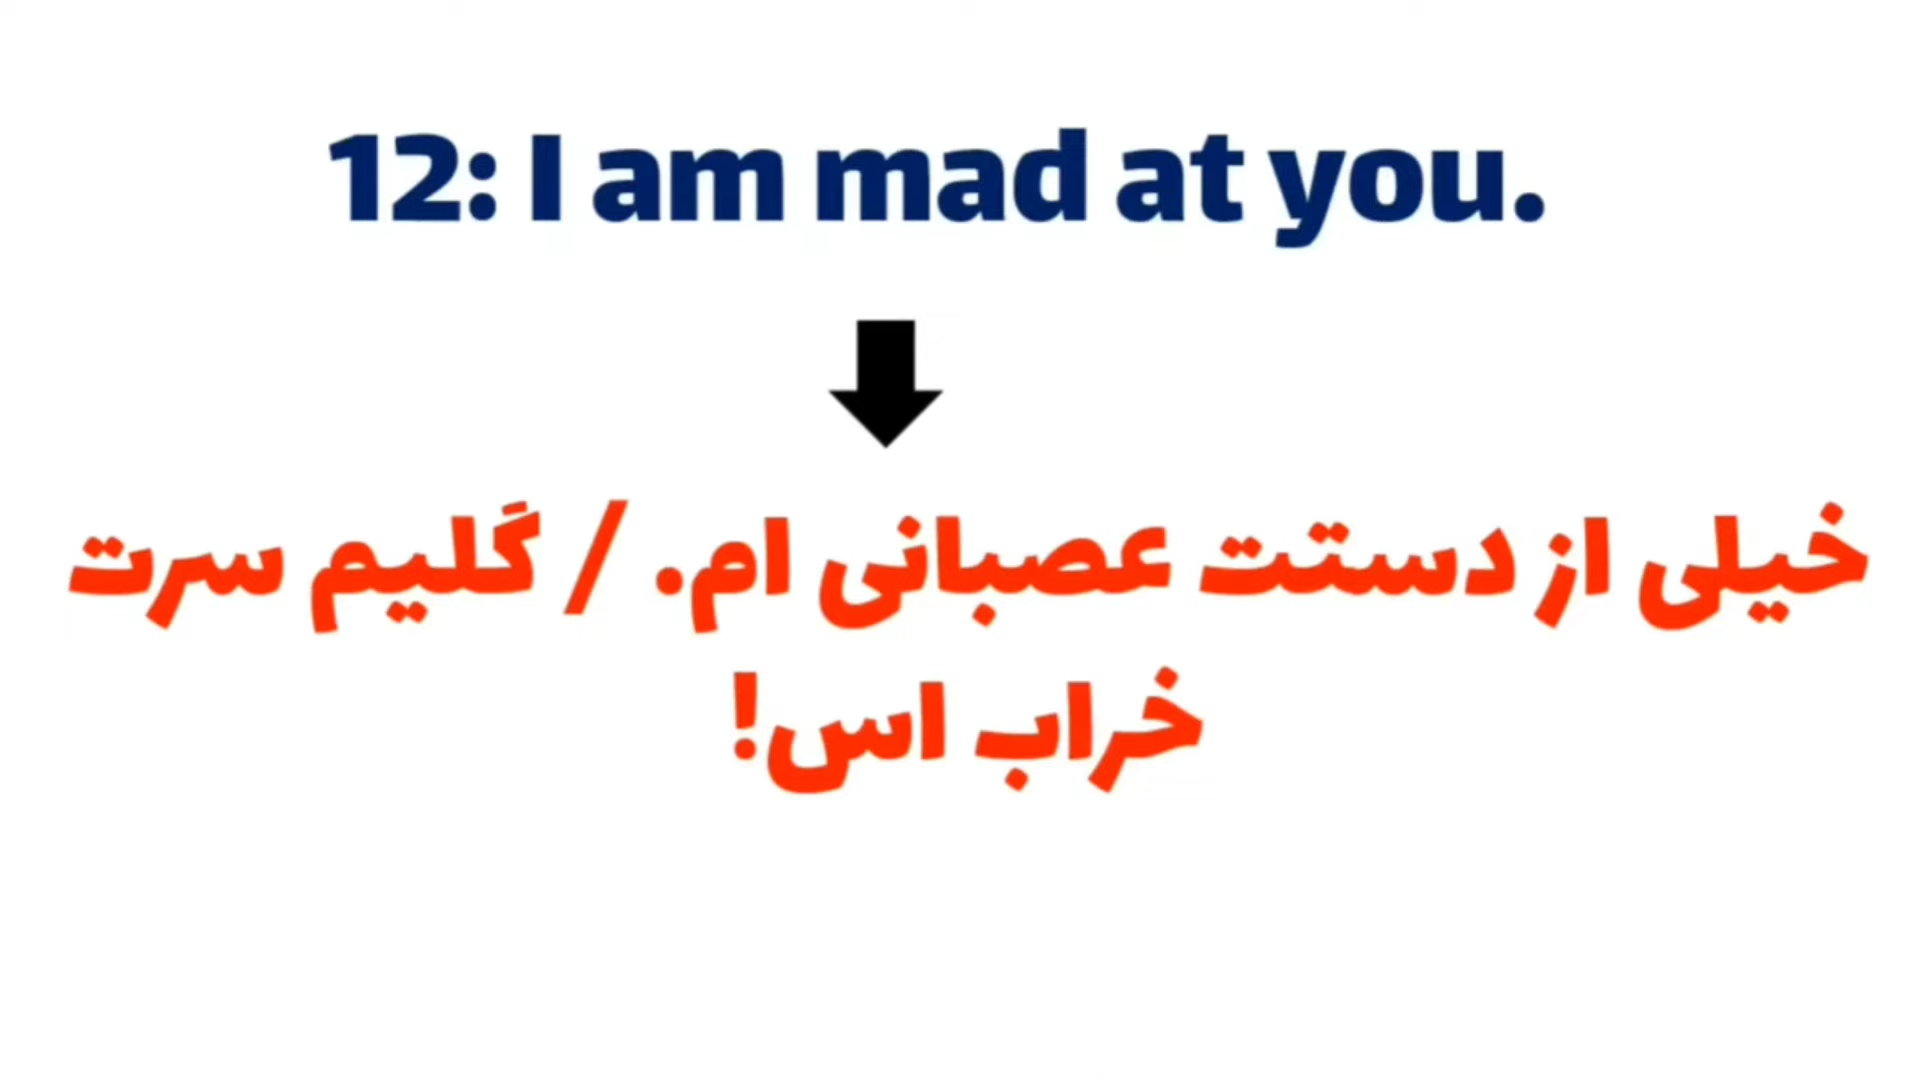 12: I am mad at you.
خیلی از دستت عصبانی ام. / گلیم سرت
خراب اس!